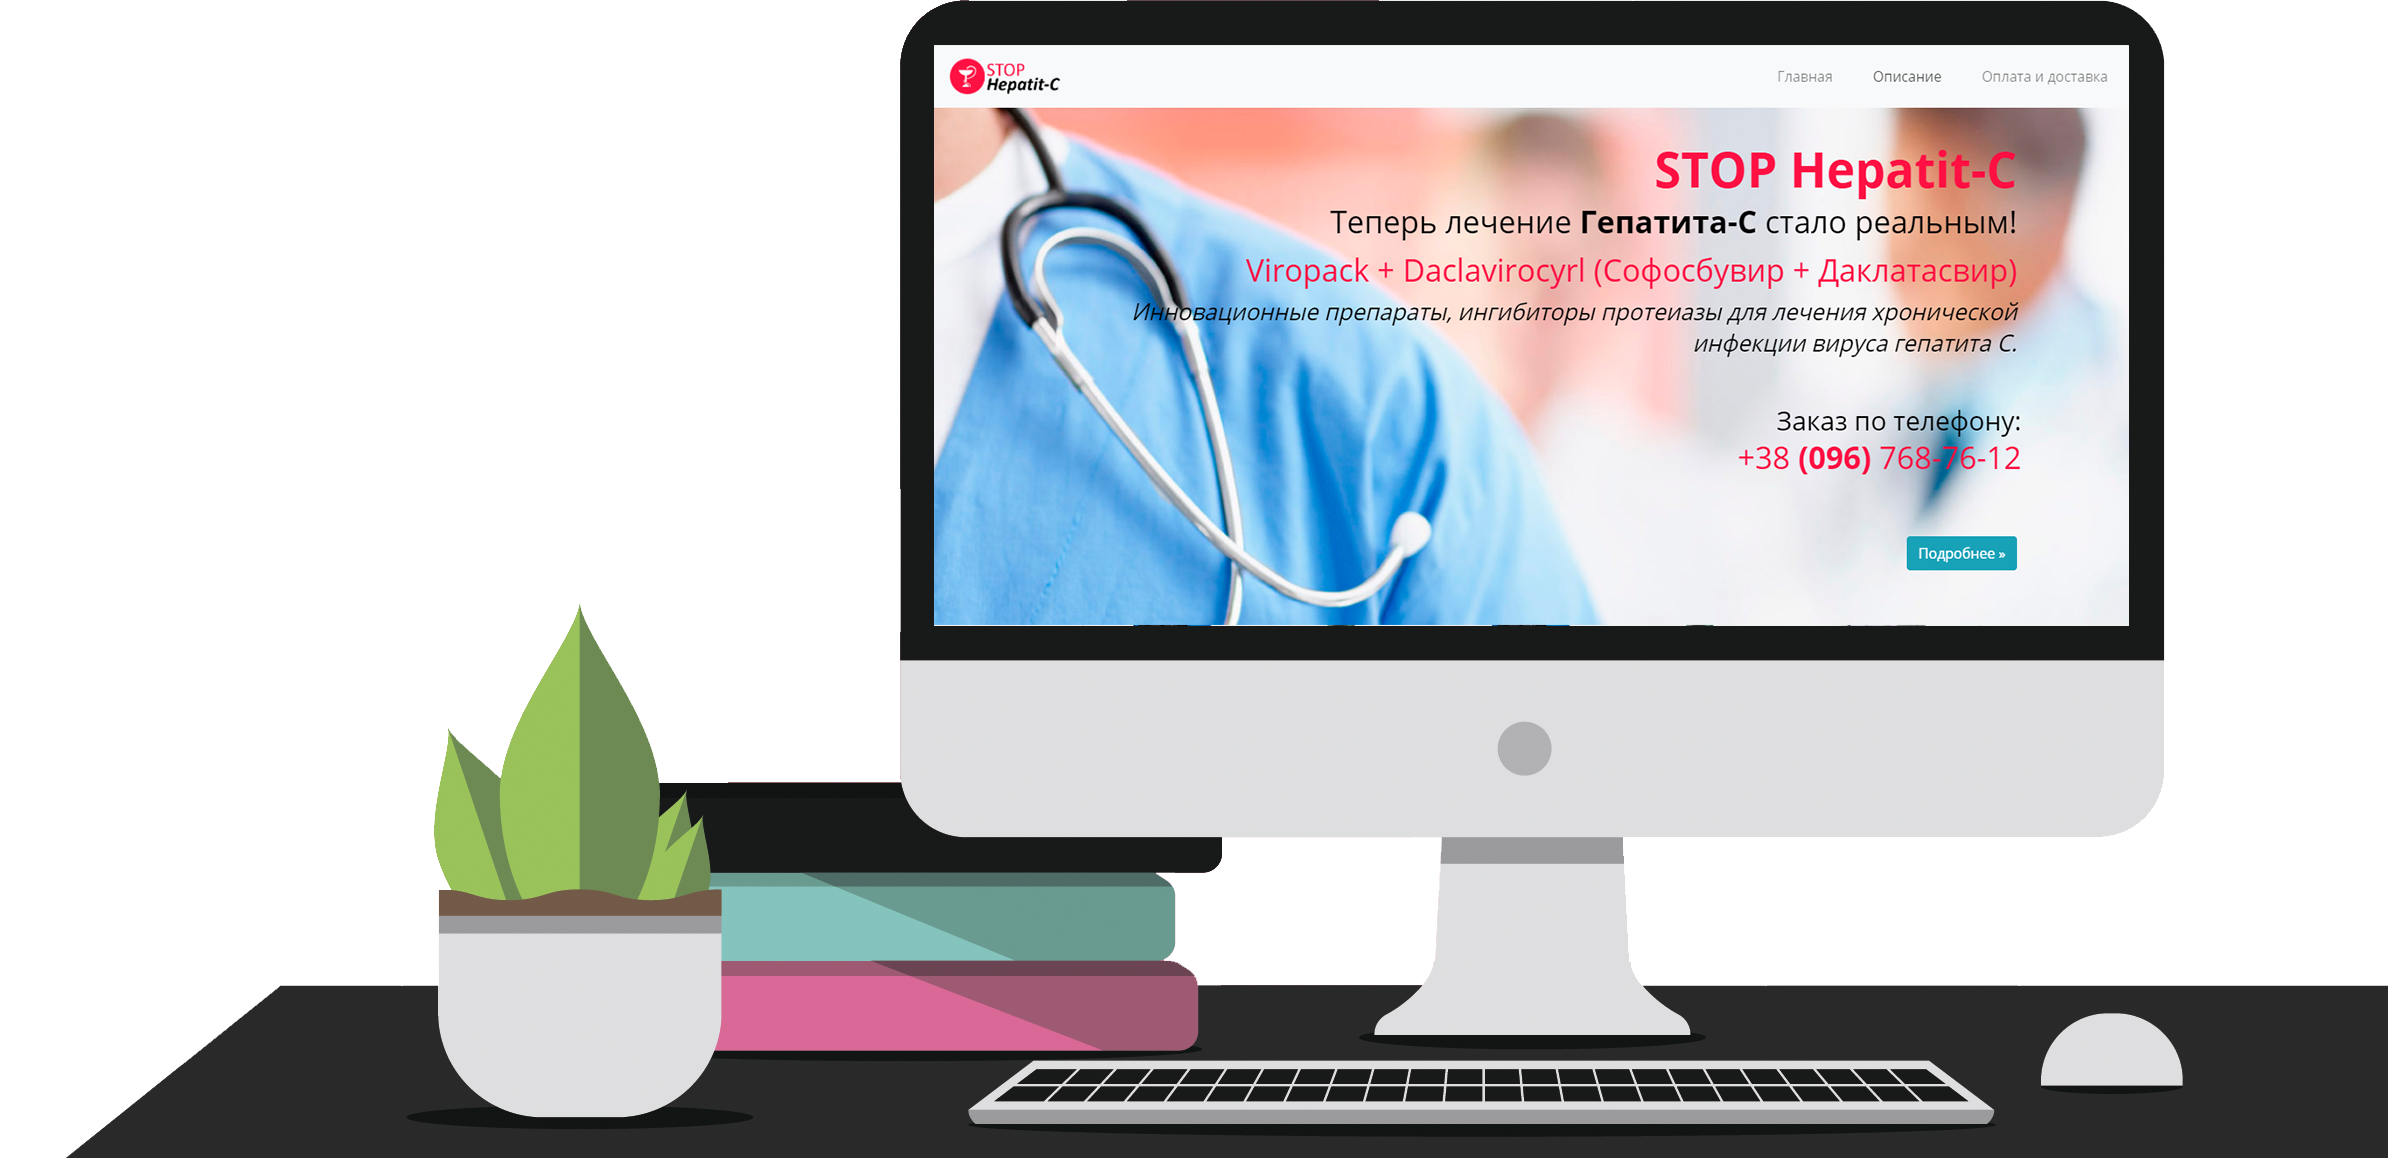 STOP
Hepatit-C
Главная Описание Оплата и доставка
STOP Hepatit-C
Теперь лечение Гепатита-С стало реальным!
Viropack + Daclavirocyrl (Софосбувир + Даклатасвир)
Инновационные препараты, ингибиторы протеиазы для лечения хронической
инфекции вируса гепатита С.
Заказ по телефону:
+38 (096) 768-76-12
Подробнее »